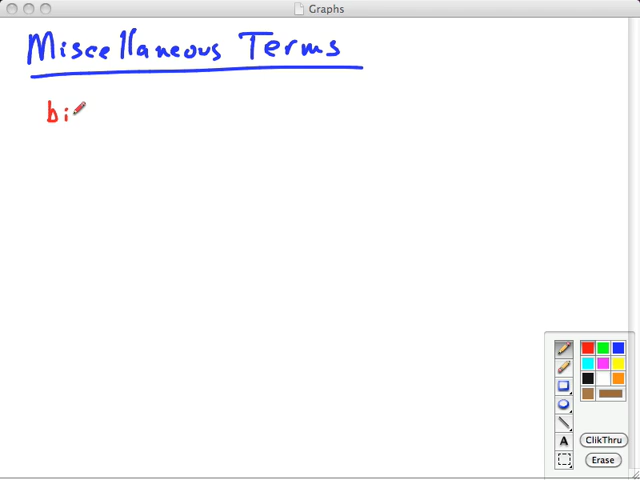 Graphs
Miscellaneous Terms
bi
A
ClikThru
Erase